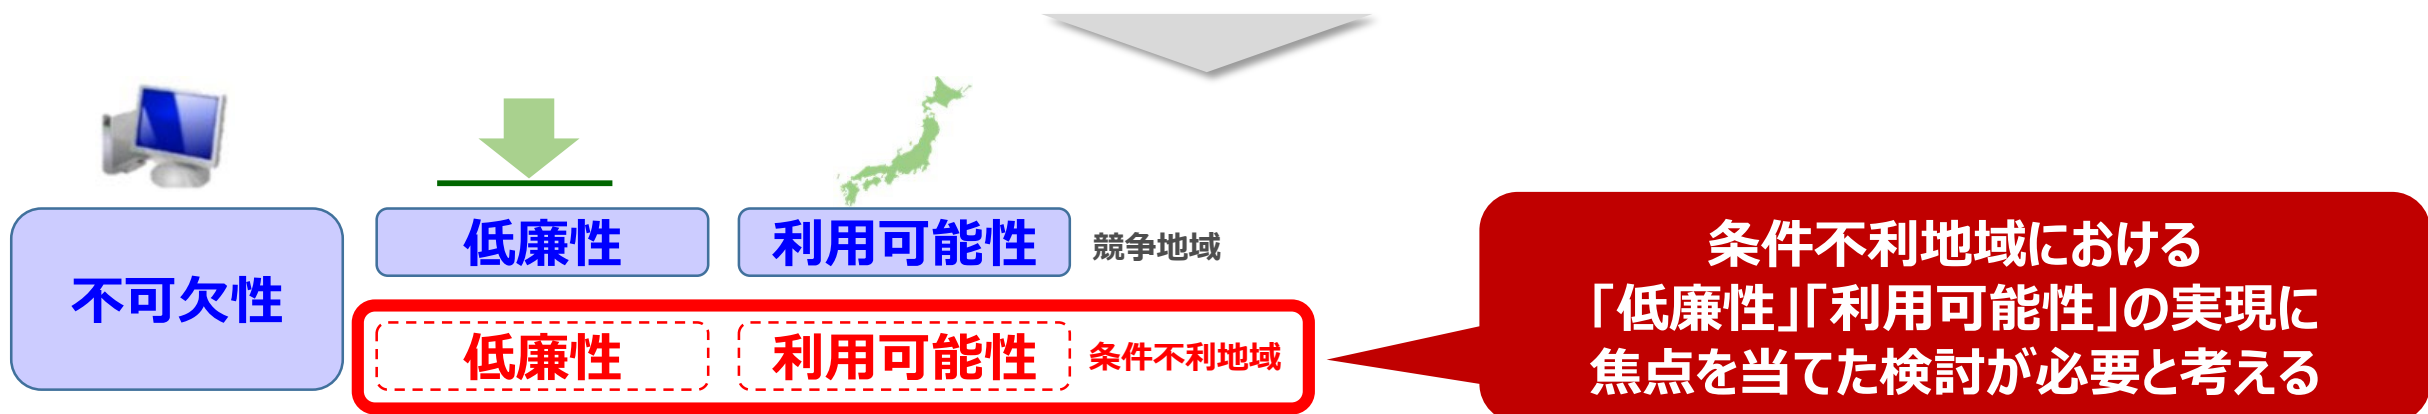 不可欠性
低廉性
利用可能性
競争地域
低廉性
利用可能性
条件不利地域
条件不利地域における
「低廉性」「利用可能性」の実現に
焦点を当てた検討が必要と考える